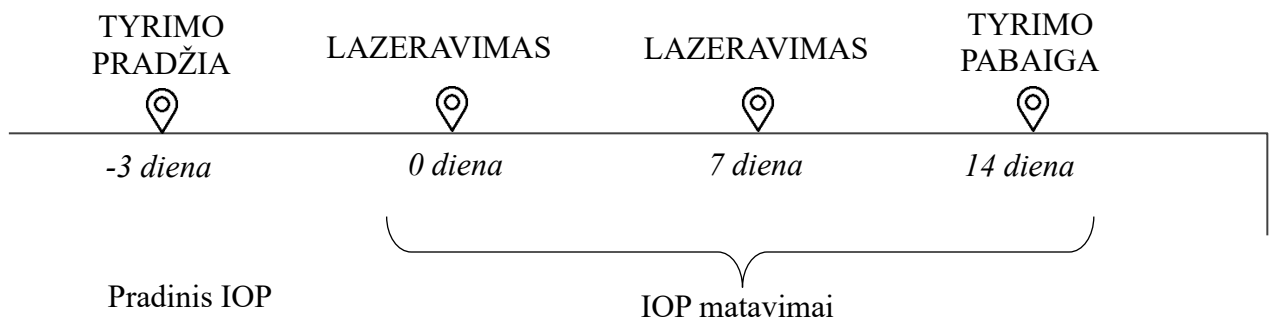 TYRIMO
PRADŽIA
LAZERAVIMAS
LAZERAVIMAS
TYRIMO
PABAIGA
-3 diena
0 diena
7 diena
14 diena
Pradinis IOP
IOP matavimai